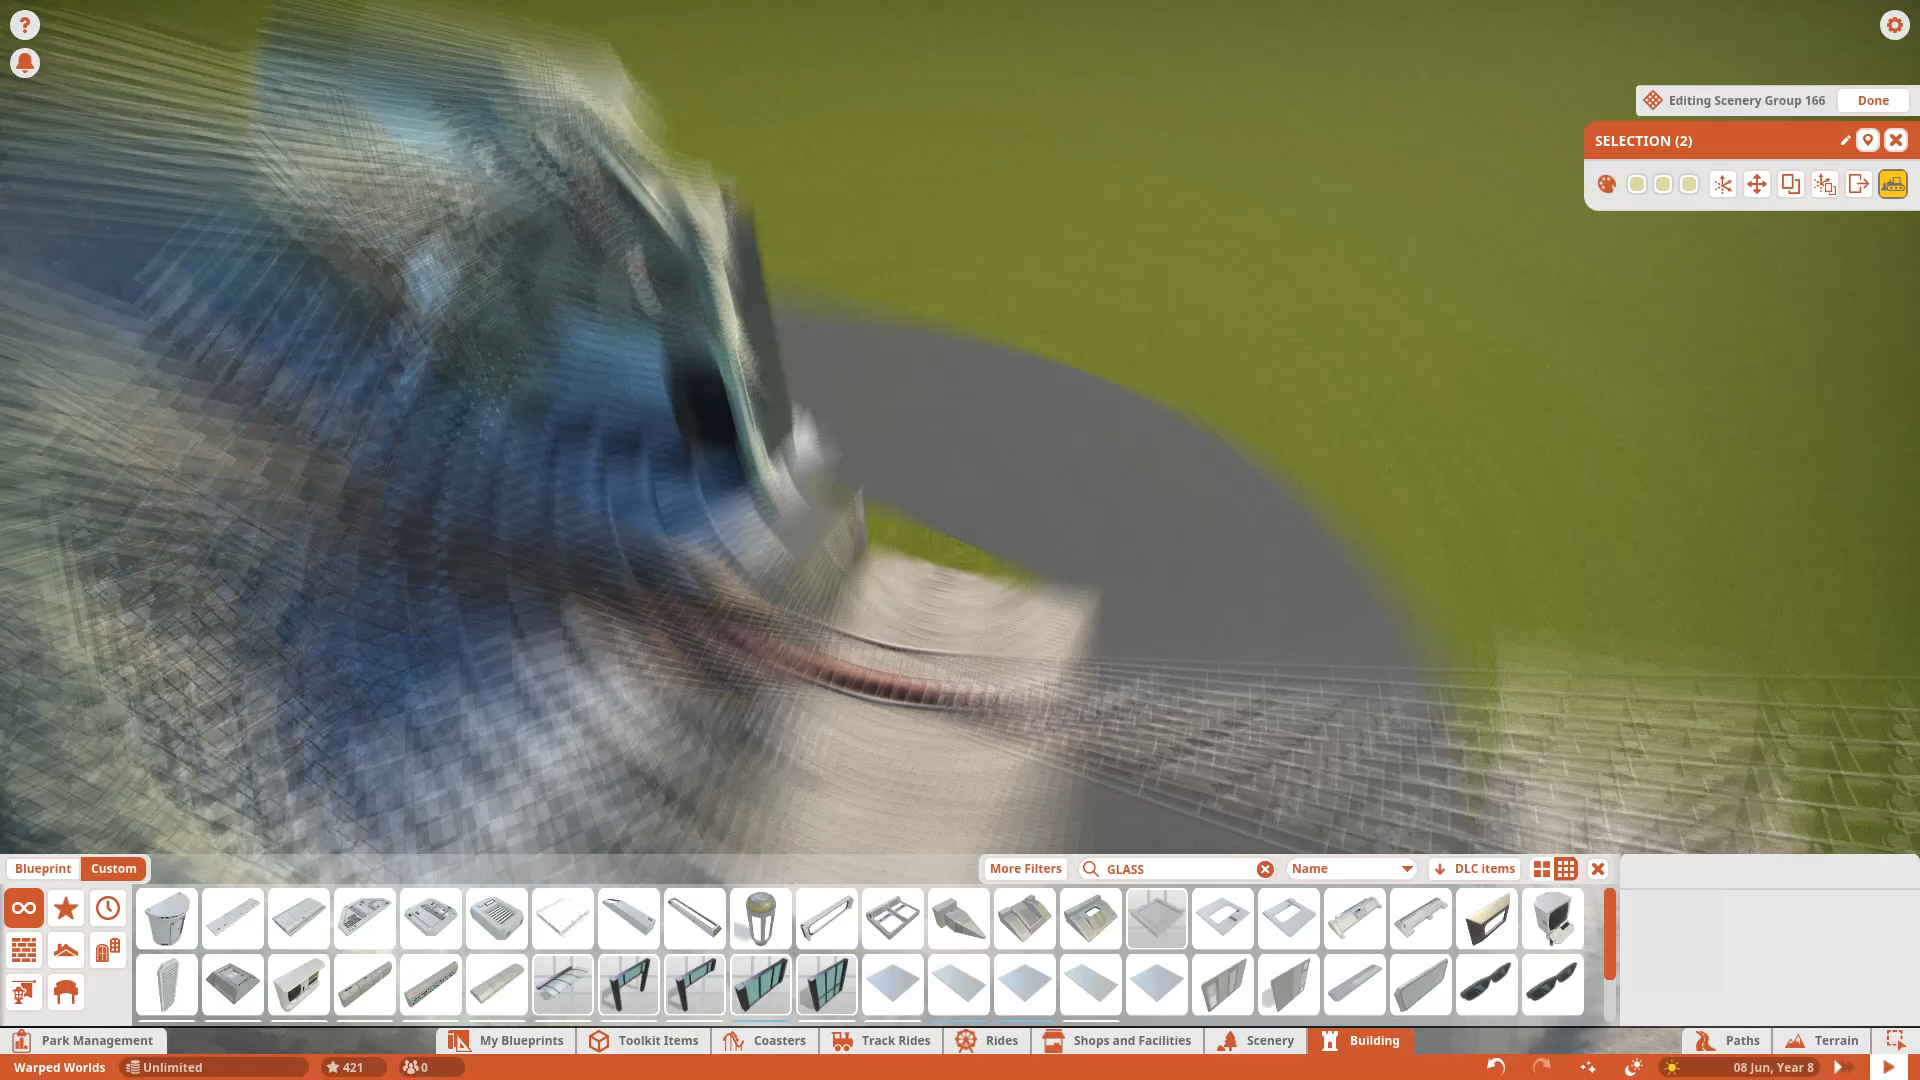 ?
Editing Scenery Group 166 Done
SELECTION (2)
Blueprint Custom
More Filters GLASS Name DLC items
Park Management My Blueprints Toolkit Items Coasters Track Rides Rides Shops and Facilities Scenery Building Paths Terrain
Warped Worlds Unlimited 421 0 08 Jun, Year 8